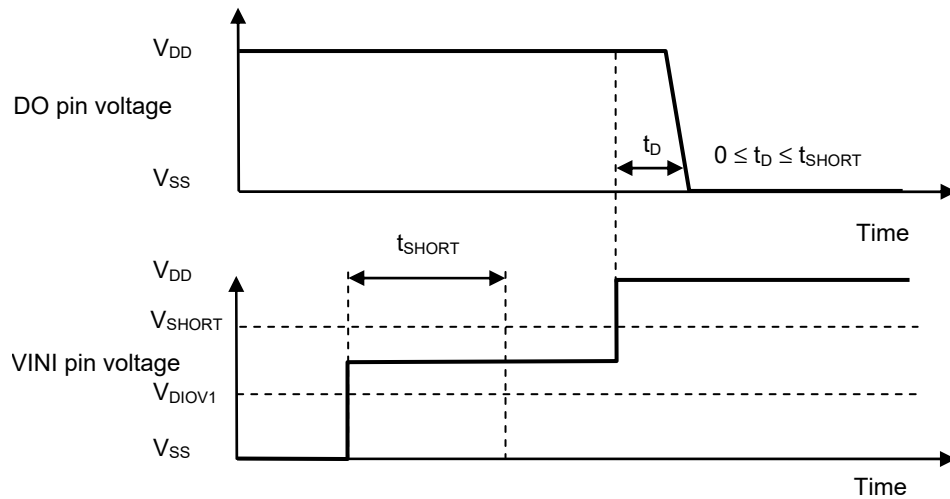 VDD
DO pin voltage
tD
0 ≤ tD ≤ tSHORT
VSS
Time
tSHORT
VDD
VSHORT
VINI pin voltage
VDIOV1
VSS
Time